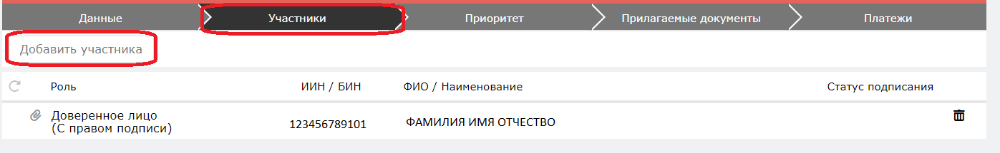 Данные
Участники
Приоритет
Прилагаемые документы
Платежи
Добавить участника
Роль
ИИН / БИН
ФИО / Наименование
Статус подписания
Доверенное лицо
(С правом подписи)
123456789101
ФАМИЛИЯ ИМЯ ОТЧЕСТВО